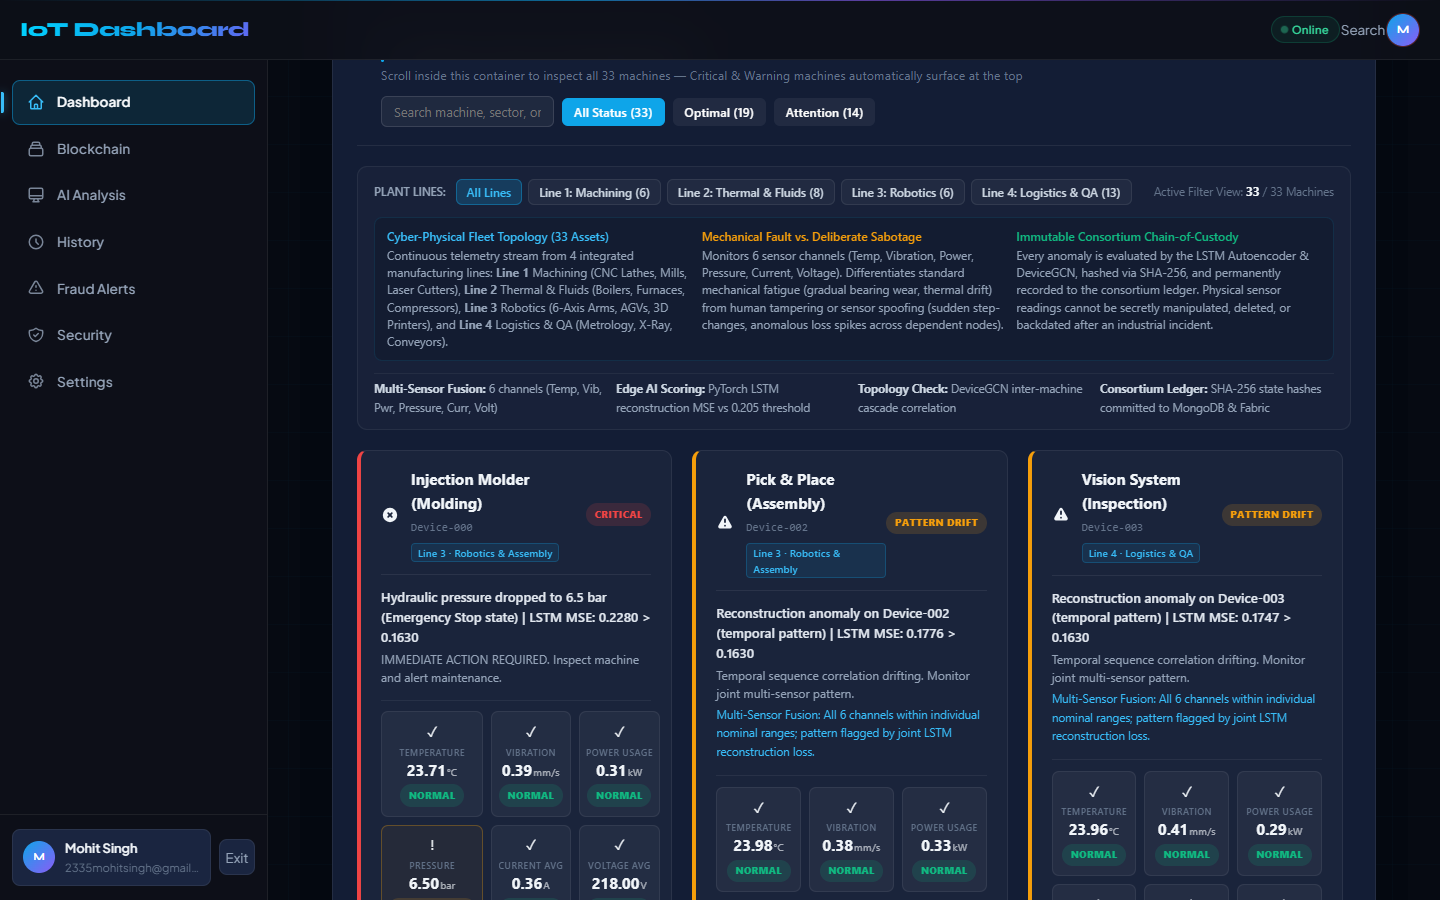 IoT Dashboard
Online
Search
M
Dashboard
Blockchain
AI Analysis
History
Fraud Alerts
Security
Settings
M
Mohit Singh
2335mohitsingh@gmail...
Exit
Scroll inside this container to inspect all 33 machines — Critical & Warning machines automatically surface at the top
Search machine, sector, or
All Status (33)
Optimal (19)
Attention (14)
PLANT LINES:
All Lines
Line 1: Machining (6)
Line 2: Thermal & Fluids (8)
Line 3: Robotics (6)
Line 4: Logistics & QA (13)
Active Filter View: 33 / 33 Machines
Cyber-Physical Fleet Topology (33 Assets)
Continuous telemetry stream from 4 integrated
manufacturing lines: Line 1 Machining (CNC Lathes, Mills,
Laser Cutters), Line 2 Thermal & Fluids (Boilers, Furnaces,
Compressors), Line 3 Robotics (6-Axis Arms, AGVs, 3D
Printers), and Line 4 Logistics & QA (Metrology, X-Ray,
Conveyors).
Mechanical Fault vs. Deliberate Sabotage
Monitors 6 sensor channels (Temp, Vibration, Power,
Pressure, Current, Voltage). Differentiates standard
mechanical fatigue (gradual bearing wear, thermal drift)
from human tampering or sensor spoofing (sudden step-
changes, anomalous loss spikes across dependent nodes).
Immutable Consortium Chain-of-Custody
Every anomaly is evaluated by the LSTM Autoencoder &
DeviceGCN, hashed via SHA-256, and permanently
recorded to the consortium ledger. Physical sensor
readings cannot be secretly manipulated, deleted, or
backdated after an industrial incident.
Multi-Sensor Fusion: 6 channels (Temp, Vib,
Pwr, Pressure, Curr, Volt)
Edge AI Scoring: PyTorch LSTM
reconstruction MSE vs 0.205 threshold
Topology Check: DeviceGCN inter-machine
cascade correlation
Consortium Ledger: SHA-256 state hashes
committed to MongoDB & Fabric
Injection Molder
(Molding)
Device-000
Line 3 · Robotics & Assembly
CRITICAL
Hydraulic pressure dropped to 6.5 bar
(Emergency Stop state) | LSTM MSE: 0.2280 >
0.1630
IMMEDIATE ACTION REQUIRED. Inspect machine
and alert maintenance.
✓
TEMPERATURE
23.71°C
NORMAL
✓
VIBRATION
0.39mm/s
NORMAL
✓
POWER USAGE
0.31kW
NORMAL
!
PRESSURE
6.50bar
✓
CURRENT AVG
0.36A
✓
VOLTAGE AVG
218.00V
Pick & Place
(Assembly)
Device-002
Line 3 · Robotics &
Assembly
PATTERN DRIFT
Reconstruction anomaly on Device-002
(temporal pattern) | LSTM MSE: 0.1776 >
0.1630
Temporal sequence correlation drifting. Monitor
joint multi-sensor pattern.
Multi-Sensor Fusion: All 6 channels within individual
nominal ranges; pattern flagged by joint LSTM
reconstruction loss.
✓
TEMPERATURE
23.98°C
NORMAL
✓
VIBRATION
0.38mm/s
NORMAL
✓
POWER USAGE
0.33kW
NORMAL
Vision System
(Inspection)
Device-003
Line 4 · Logistics & QA
PATTERN DRIFT
Reconstruction anomaly on Device-003
(temporal pattern) | LSTM MSE: 0.1747 >
0.1630
Temporal sequence correlation drifting. Monitor
joint multi-sensor pattern.
Multi-Sensor Fusion: All 6 channels within individual
nominal ranges; pattern flagged by joint LSTM
reconstruction loss.
✓
TEMPERATURE
23.96°C
NORMAL
✓
VIBRATION
0.41mm/s
NORMAL
✓
POWER USAGE
0.29kW
NORMAL